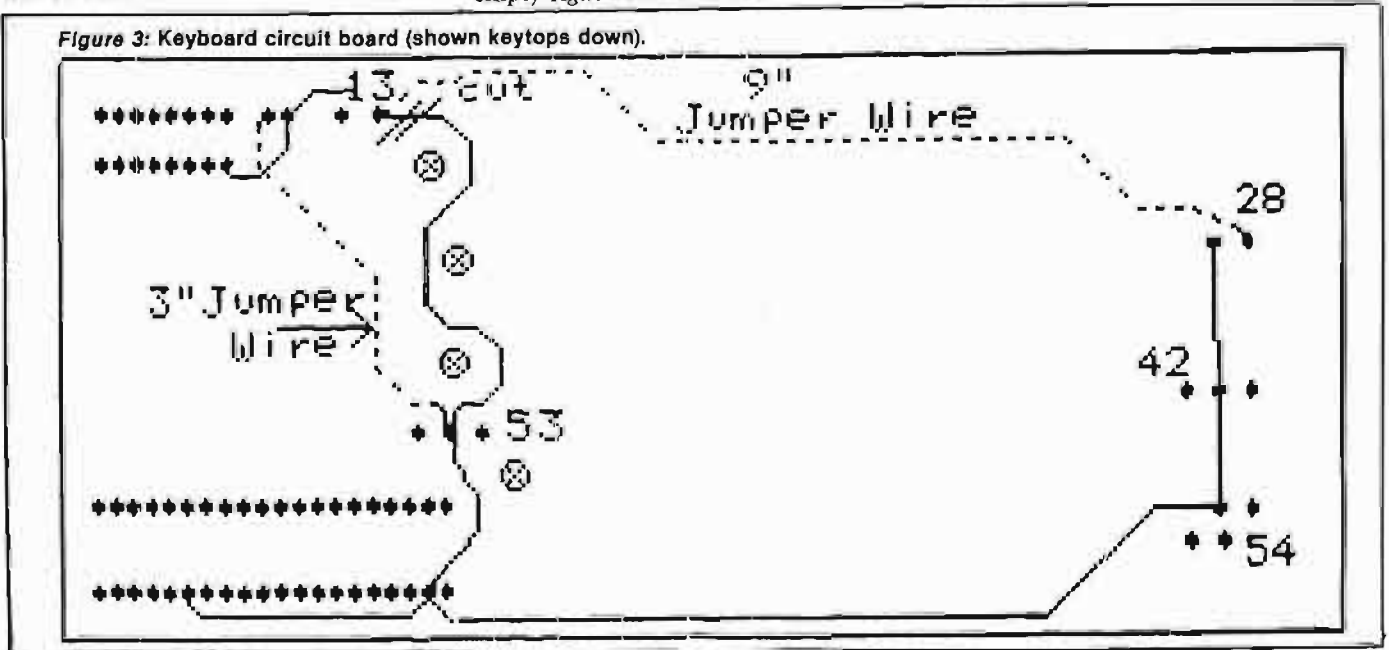 Figure 3: Keyboard circuit board (shown keytops down).
13
cut
9"
Jumper Wire
28
3" Jumper
Wire
42
53
54